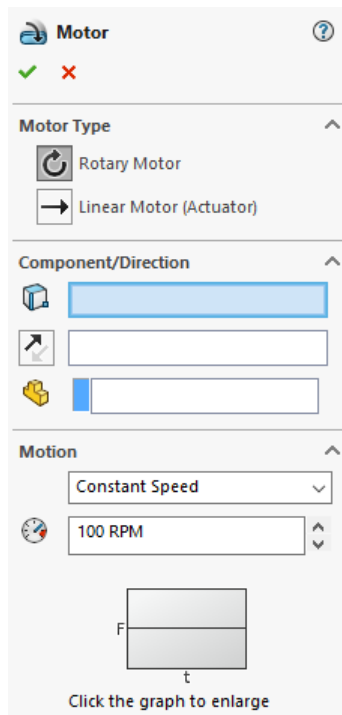 Motor
?
Motor Type
Rotary Motor
Linear Motor (Actuator)
Component/Direction
Motion
Constant Speed
100 RPM
F
t
Click the graph to enlarge